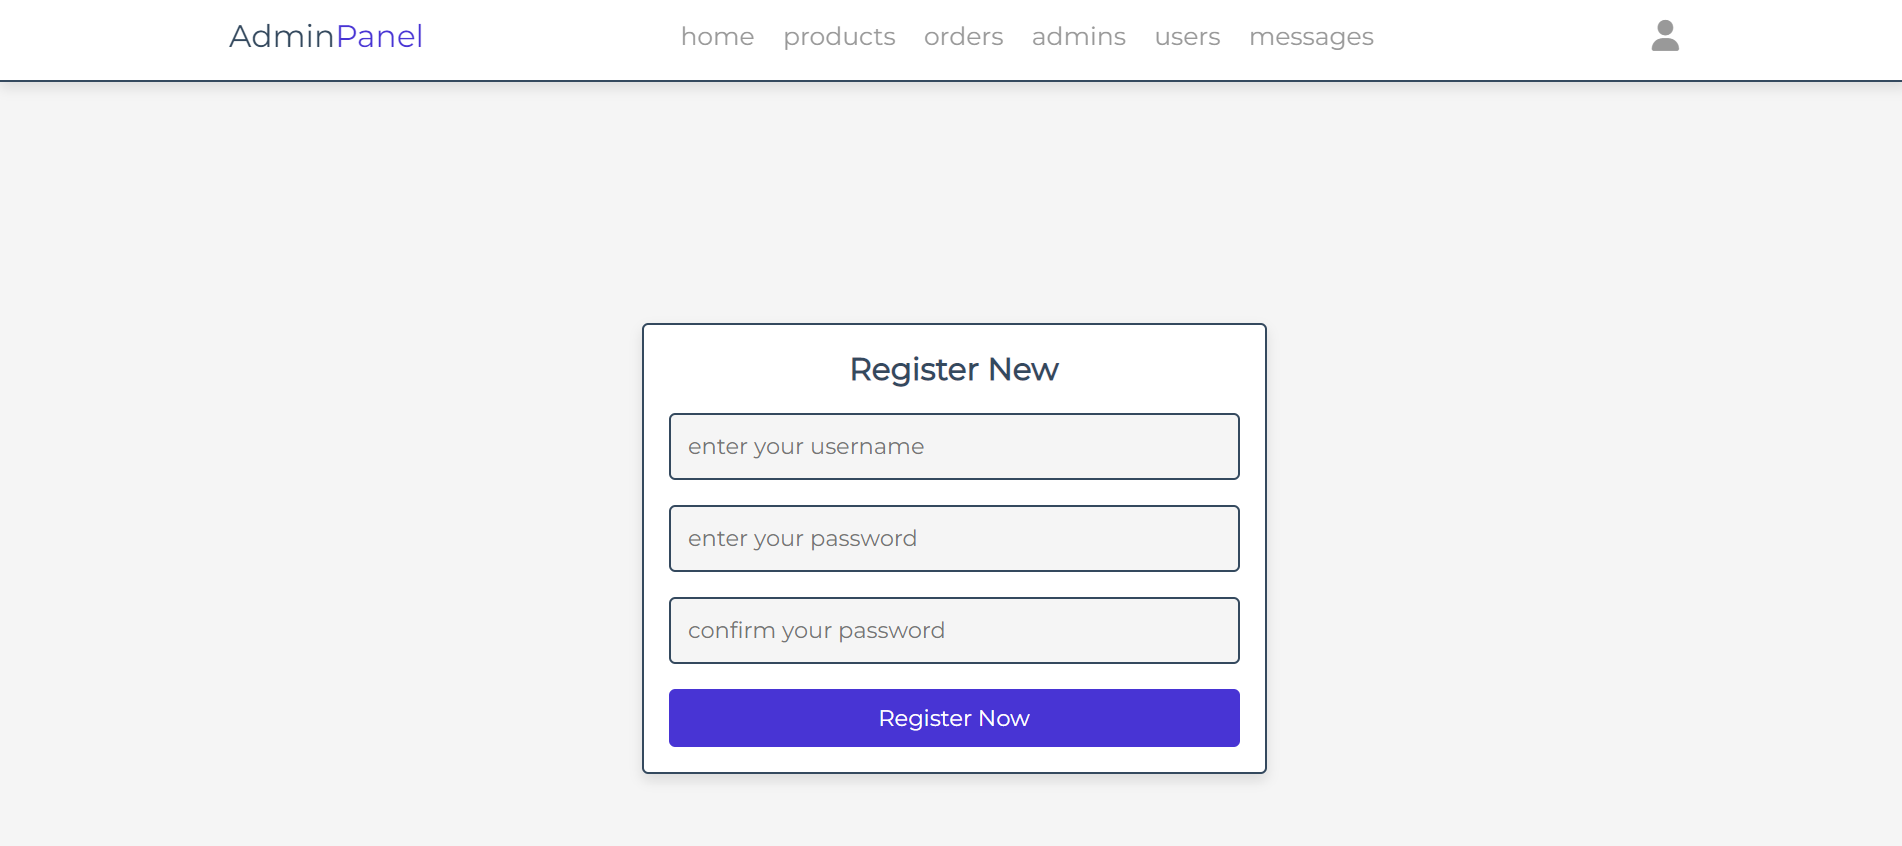 AdminPanel home products orders admins users messages
Register New
enter your username
enter your password
confirm your password
Register Now